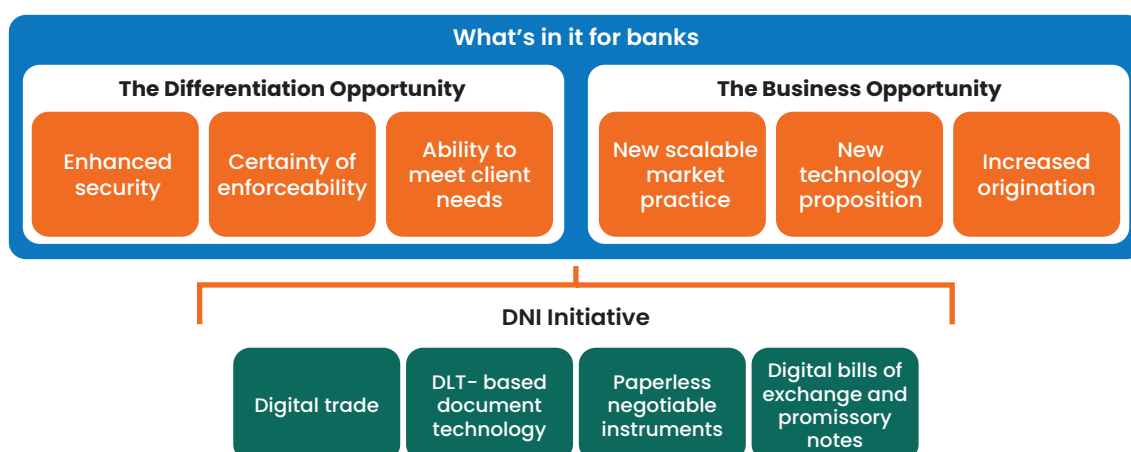 What’s in it for banks
The Differentiation Opportunity
Enhanced
security
Certainty of
enforceability
Ability to
meet client
needs
The Business Opportunity
New scalable
market
practice
New
technology
proposition
Increased
origination
DNI Initiative
Digital trade
DLT- based
document
technology
Paperless
negotiable
instruments
Digital bills of
exchange and
promissory
notes